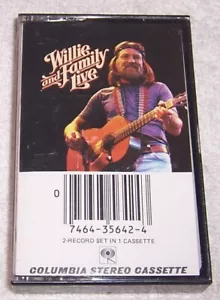 Willie
and Family
Live
0
7464-35642-4
2-RECORD SET IN 1 CASSETTE
COLUMBIA STEREO CASSETTE